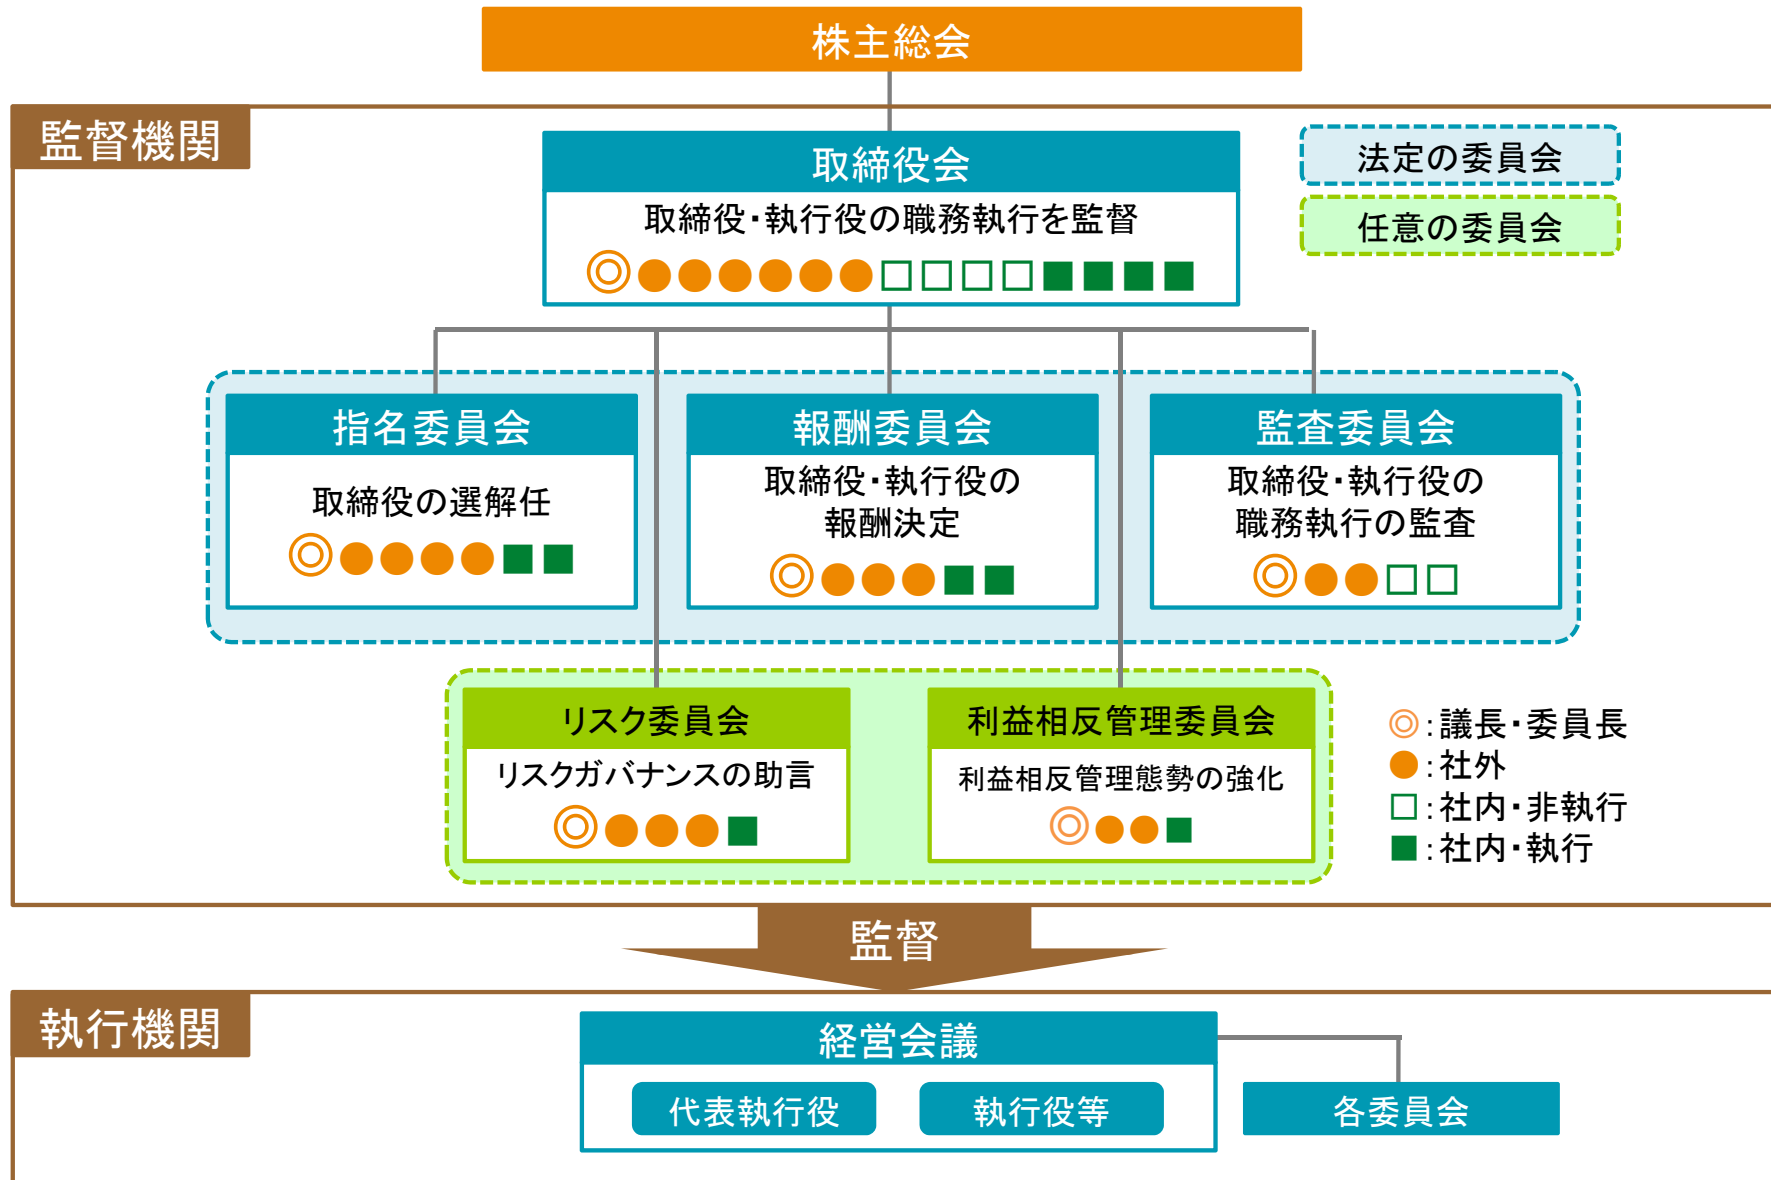 株主総会
監督機関
取締役会
取締役・執行役の職務執行を監督
法定の委員会
任意の委員会
指名委員会
取締役の選解任
報酬委員会
取締役・執行役の
報酬決定
監査委員会
取締役・執行役の
職務執行の監査
リスク委員会
リスクガバナンスの助言
利益相反管理委員会
利益相反管理態勢の強化
◎：議長・委員長
●：社外
□：社内・非執行
■：社内・執行
監督
執行機関
経営会議
代表執行役
執行役等
各委員会